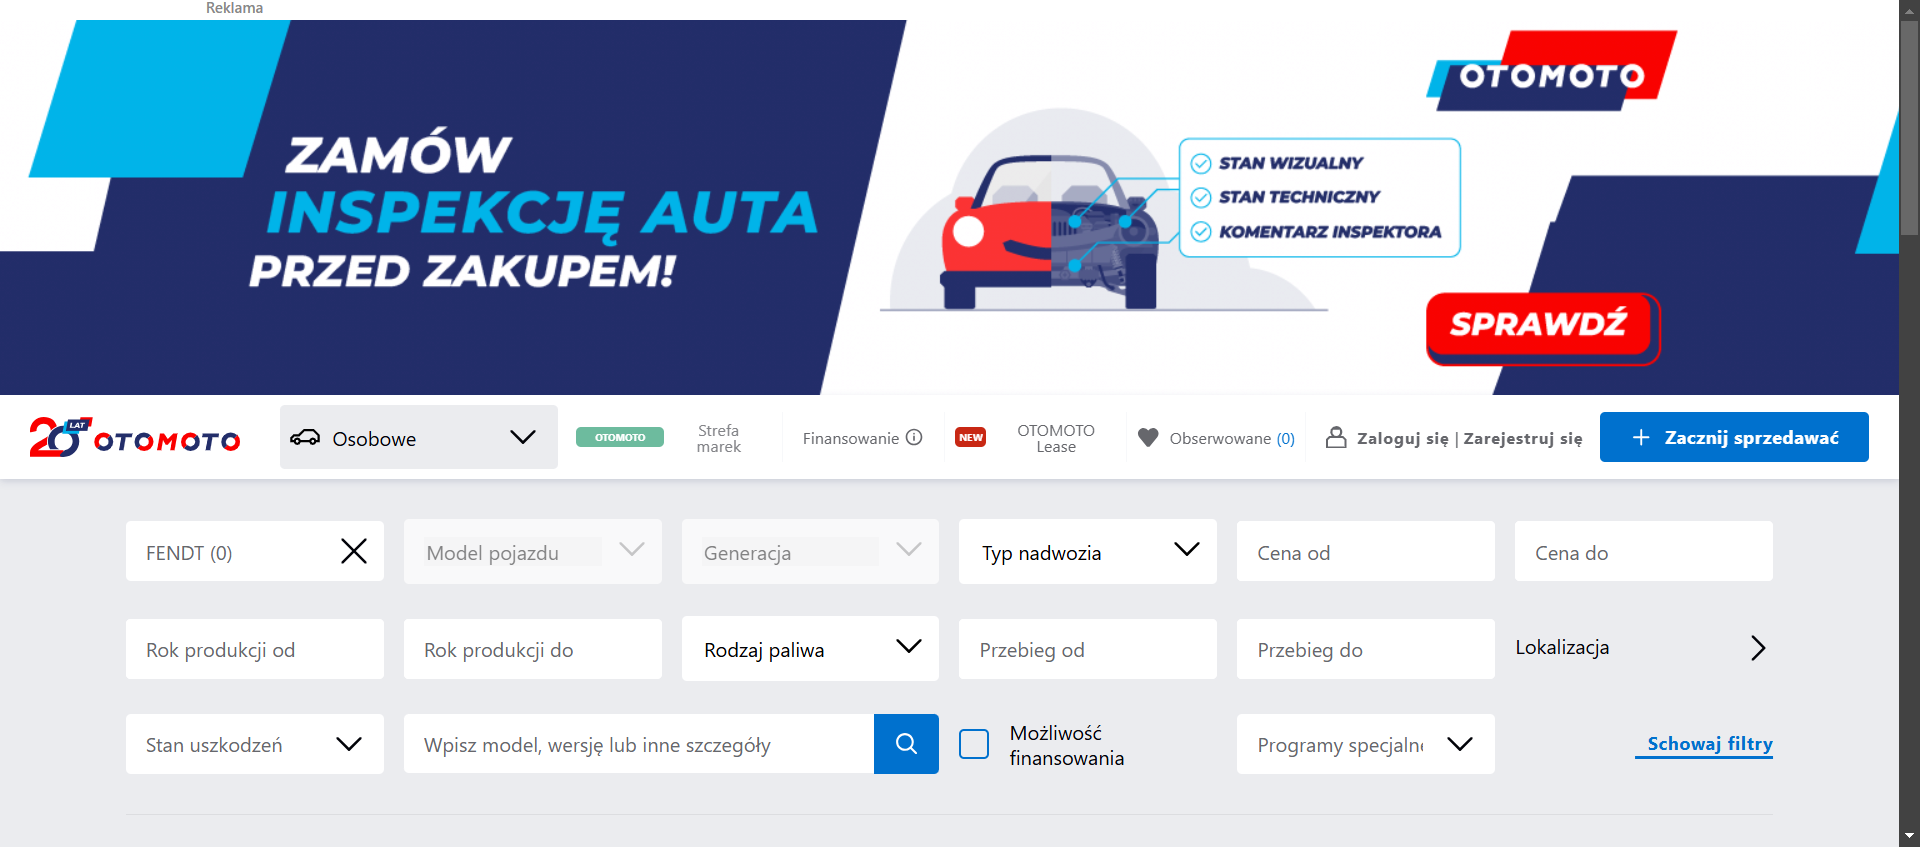 Reklama
OTOMOTO
ZAMÓW
INSPEKCJĘ AUTA
PRZED ZAKUPEM!
STAN WIZUALNY
STAN TECHNICZNY
KOMENTARZ INSPEKTORA
SPRAWDŹ
20 LAT OTOMOTO
Osobowe
OTOMOTO
Strefa
marek
Finansowanie
NEW
OTOMOTO
Lease
Obserwowane (0)
Zaloguj się | Zarejestruj się
+ Zacznij sprzedawać
FENDT (0)
Model pojazdu
Generacja
Typ nadwozia
Cena od
Cena do
Rok produkcji od
Rok produkcji do
Rodzaj paliwa
Przebieg od
Przebieg do
Lokalizacja
Stan uszkodzeń
Wpisz model, wersję lub inne szczegóły
Możliwość
finansowania
Programy specjalne
Schowaj filtry